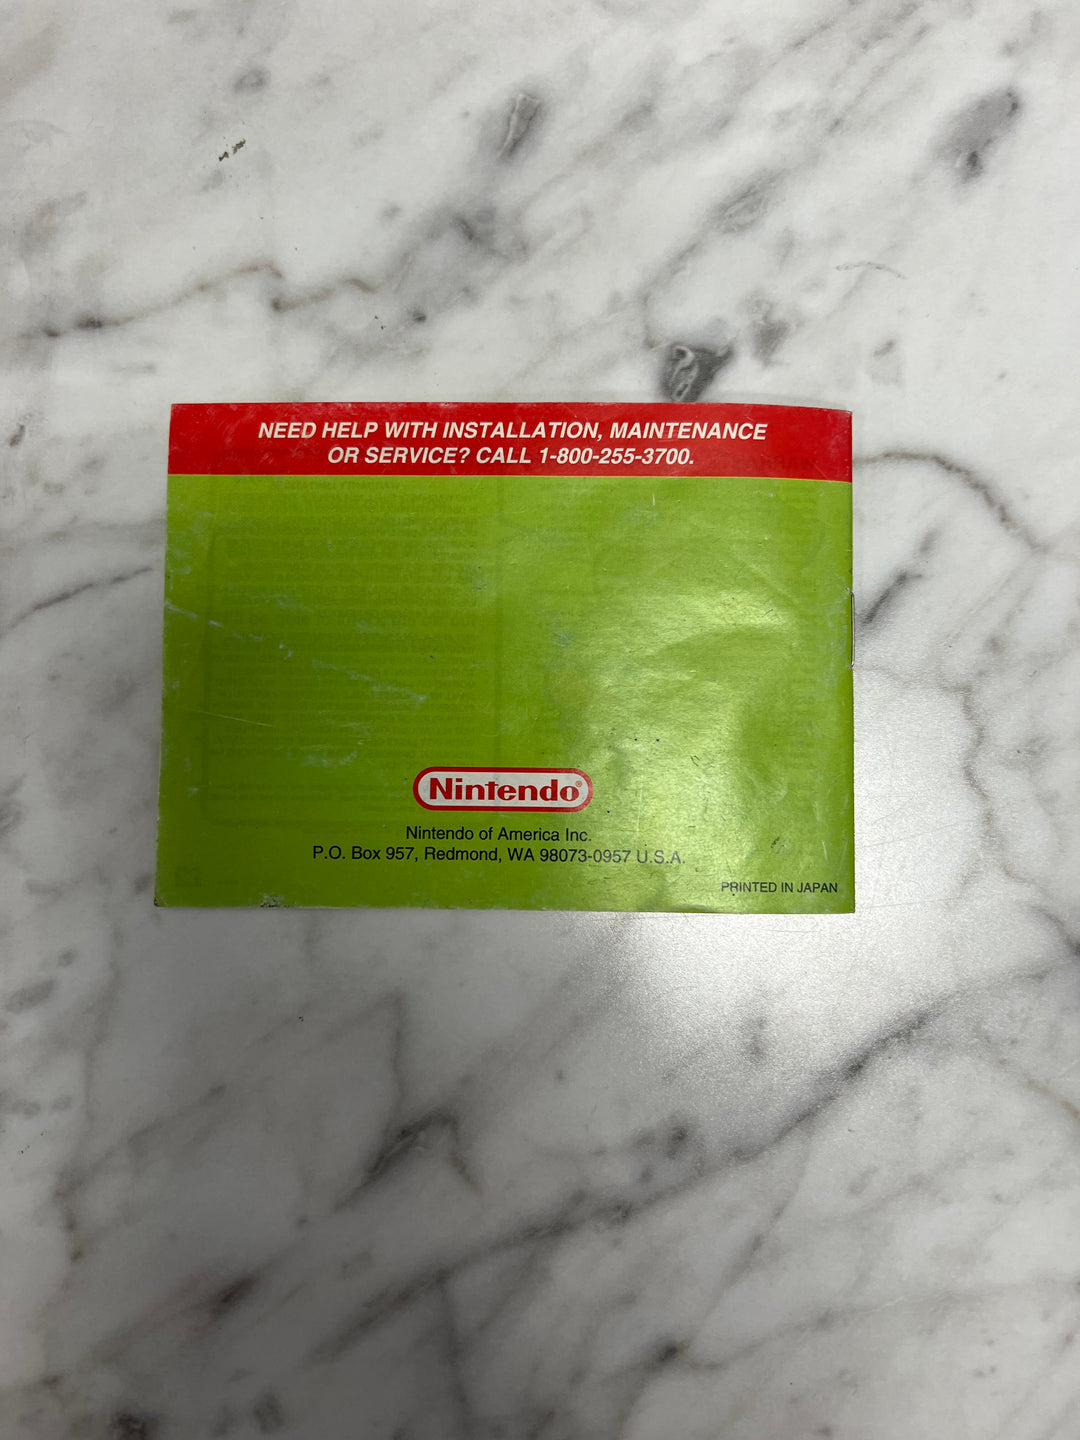 NEED HELP WITH INSTALLATION, MAINTENANCE
OR SERVICE? CALL 1-800-255-3700.
Nintendo®
Nintendo of America Inc.
P.O. Box 957, Redmond, WA 98073-0957 U.S.A.
PRINTED IN JAPAN